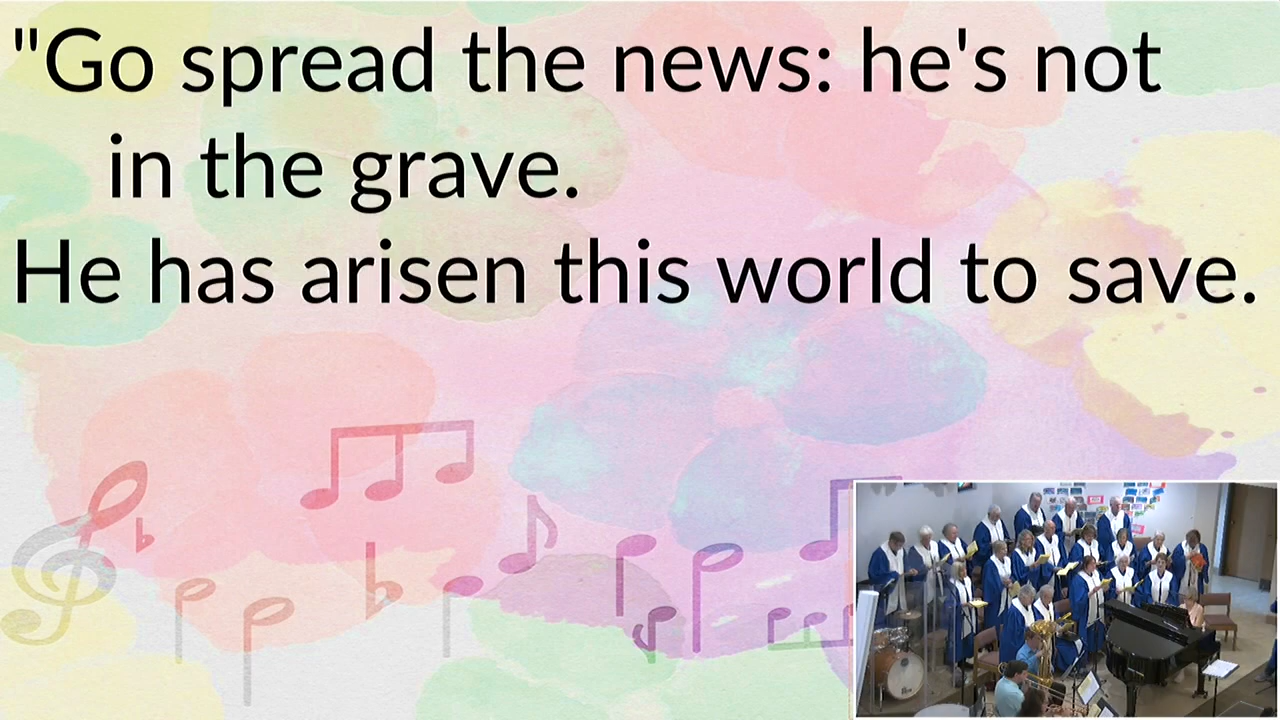 "Go spread the news: he's not
in the grave.
He has arisen this world to save.